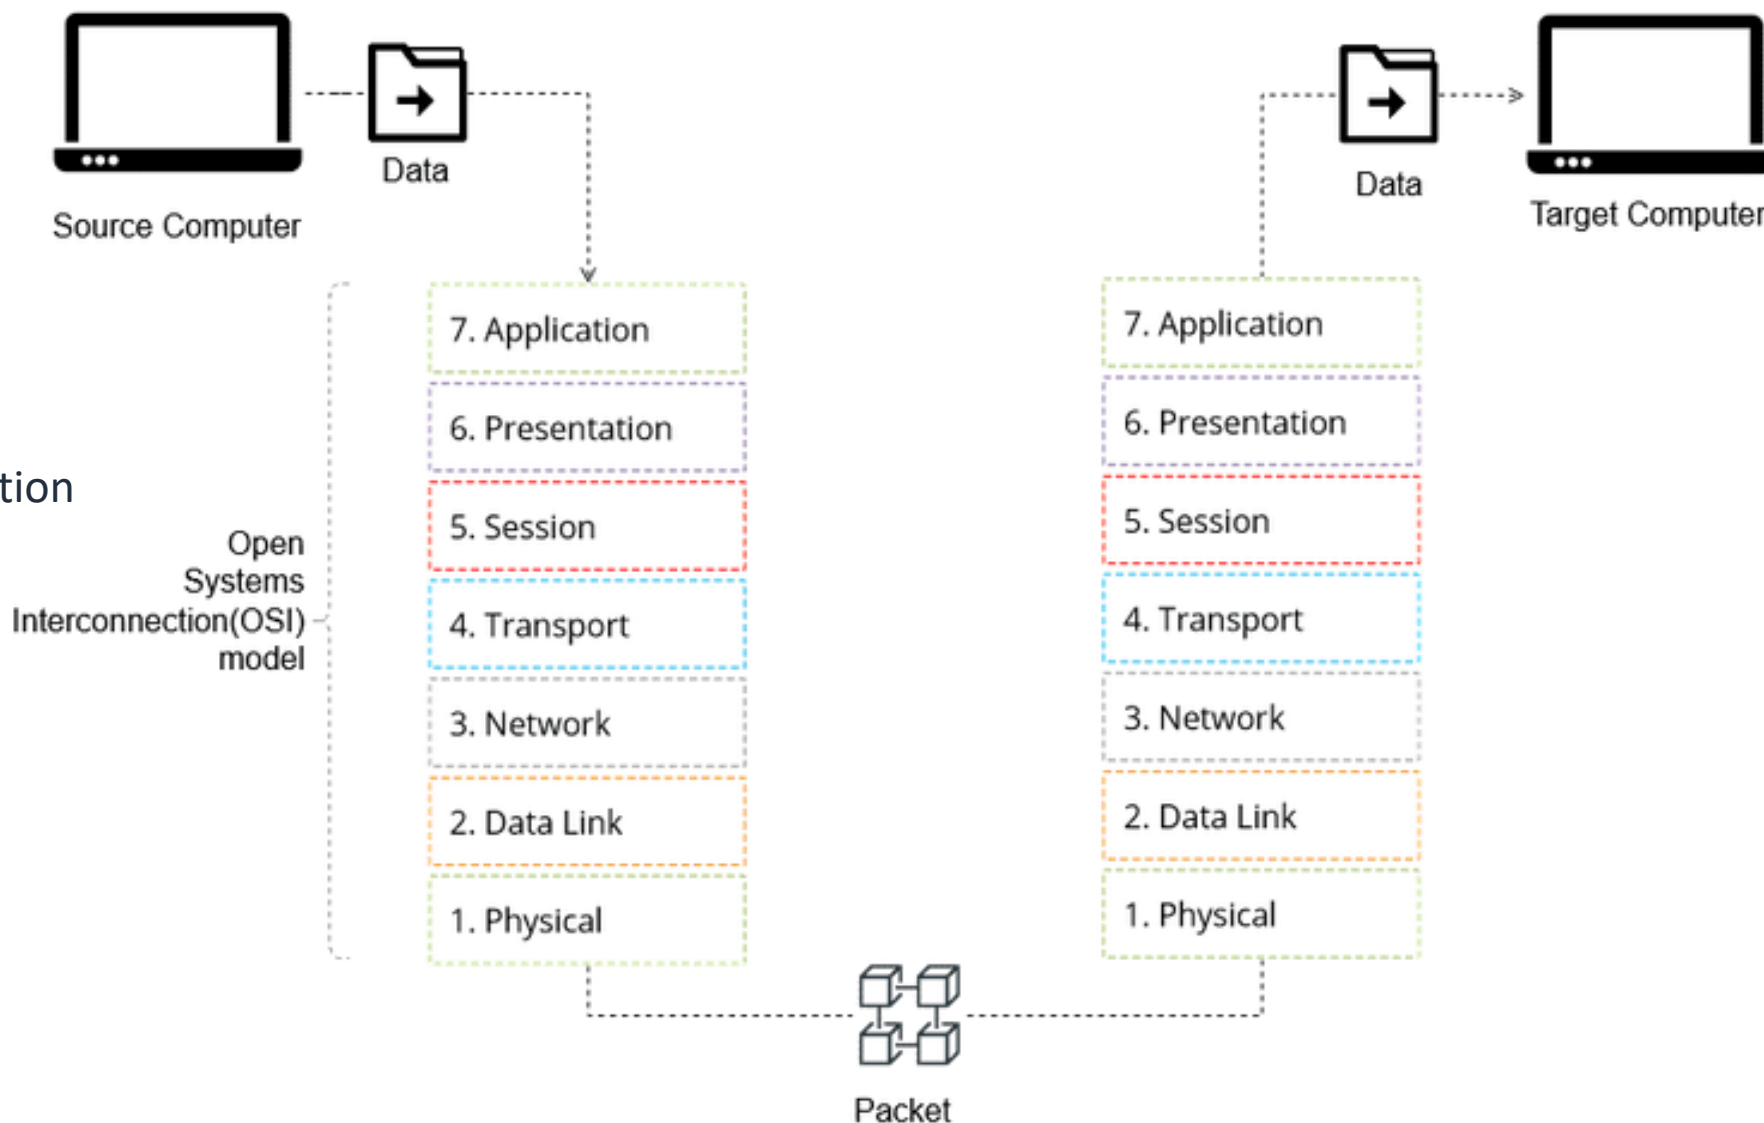 Data
Source Computer
Data
Target Computer
tion
Open
Systems
Interconnection(OSI)
model
7. Application
6. Presentation
5. Session
4. Transport
3. Network
2. Data Link
1. Physical
7. Application
6. Presentation
5. Session
4. Transport
3. Network
2. Data Link
1. Physical
Packet